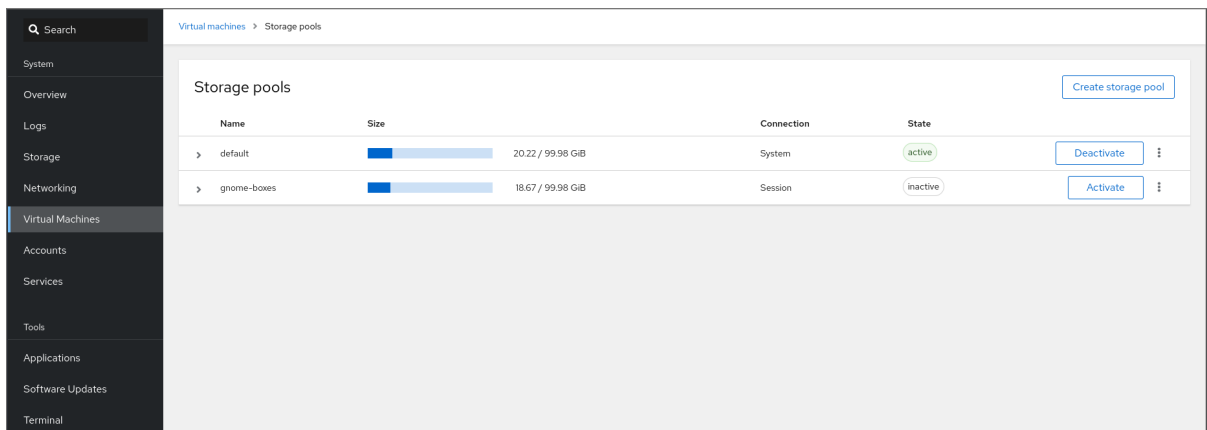 Search
System
Overview
Logs
Storage
Networking
Virtual Machines
Accounts
Services
Tools
Applications
Software Updates
Terminal
Virtual machines > Storage pools
Storage pools
Create storage pool
Name Size Connection State
default 20.22 / 99.98 GiB System active Deactivate
gnome-boxes 18.67 / 99.98 GiB Session inactive Activate